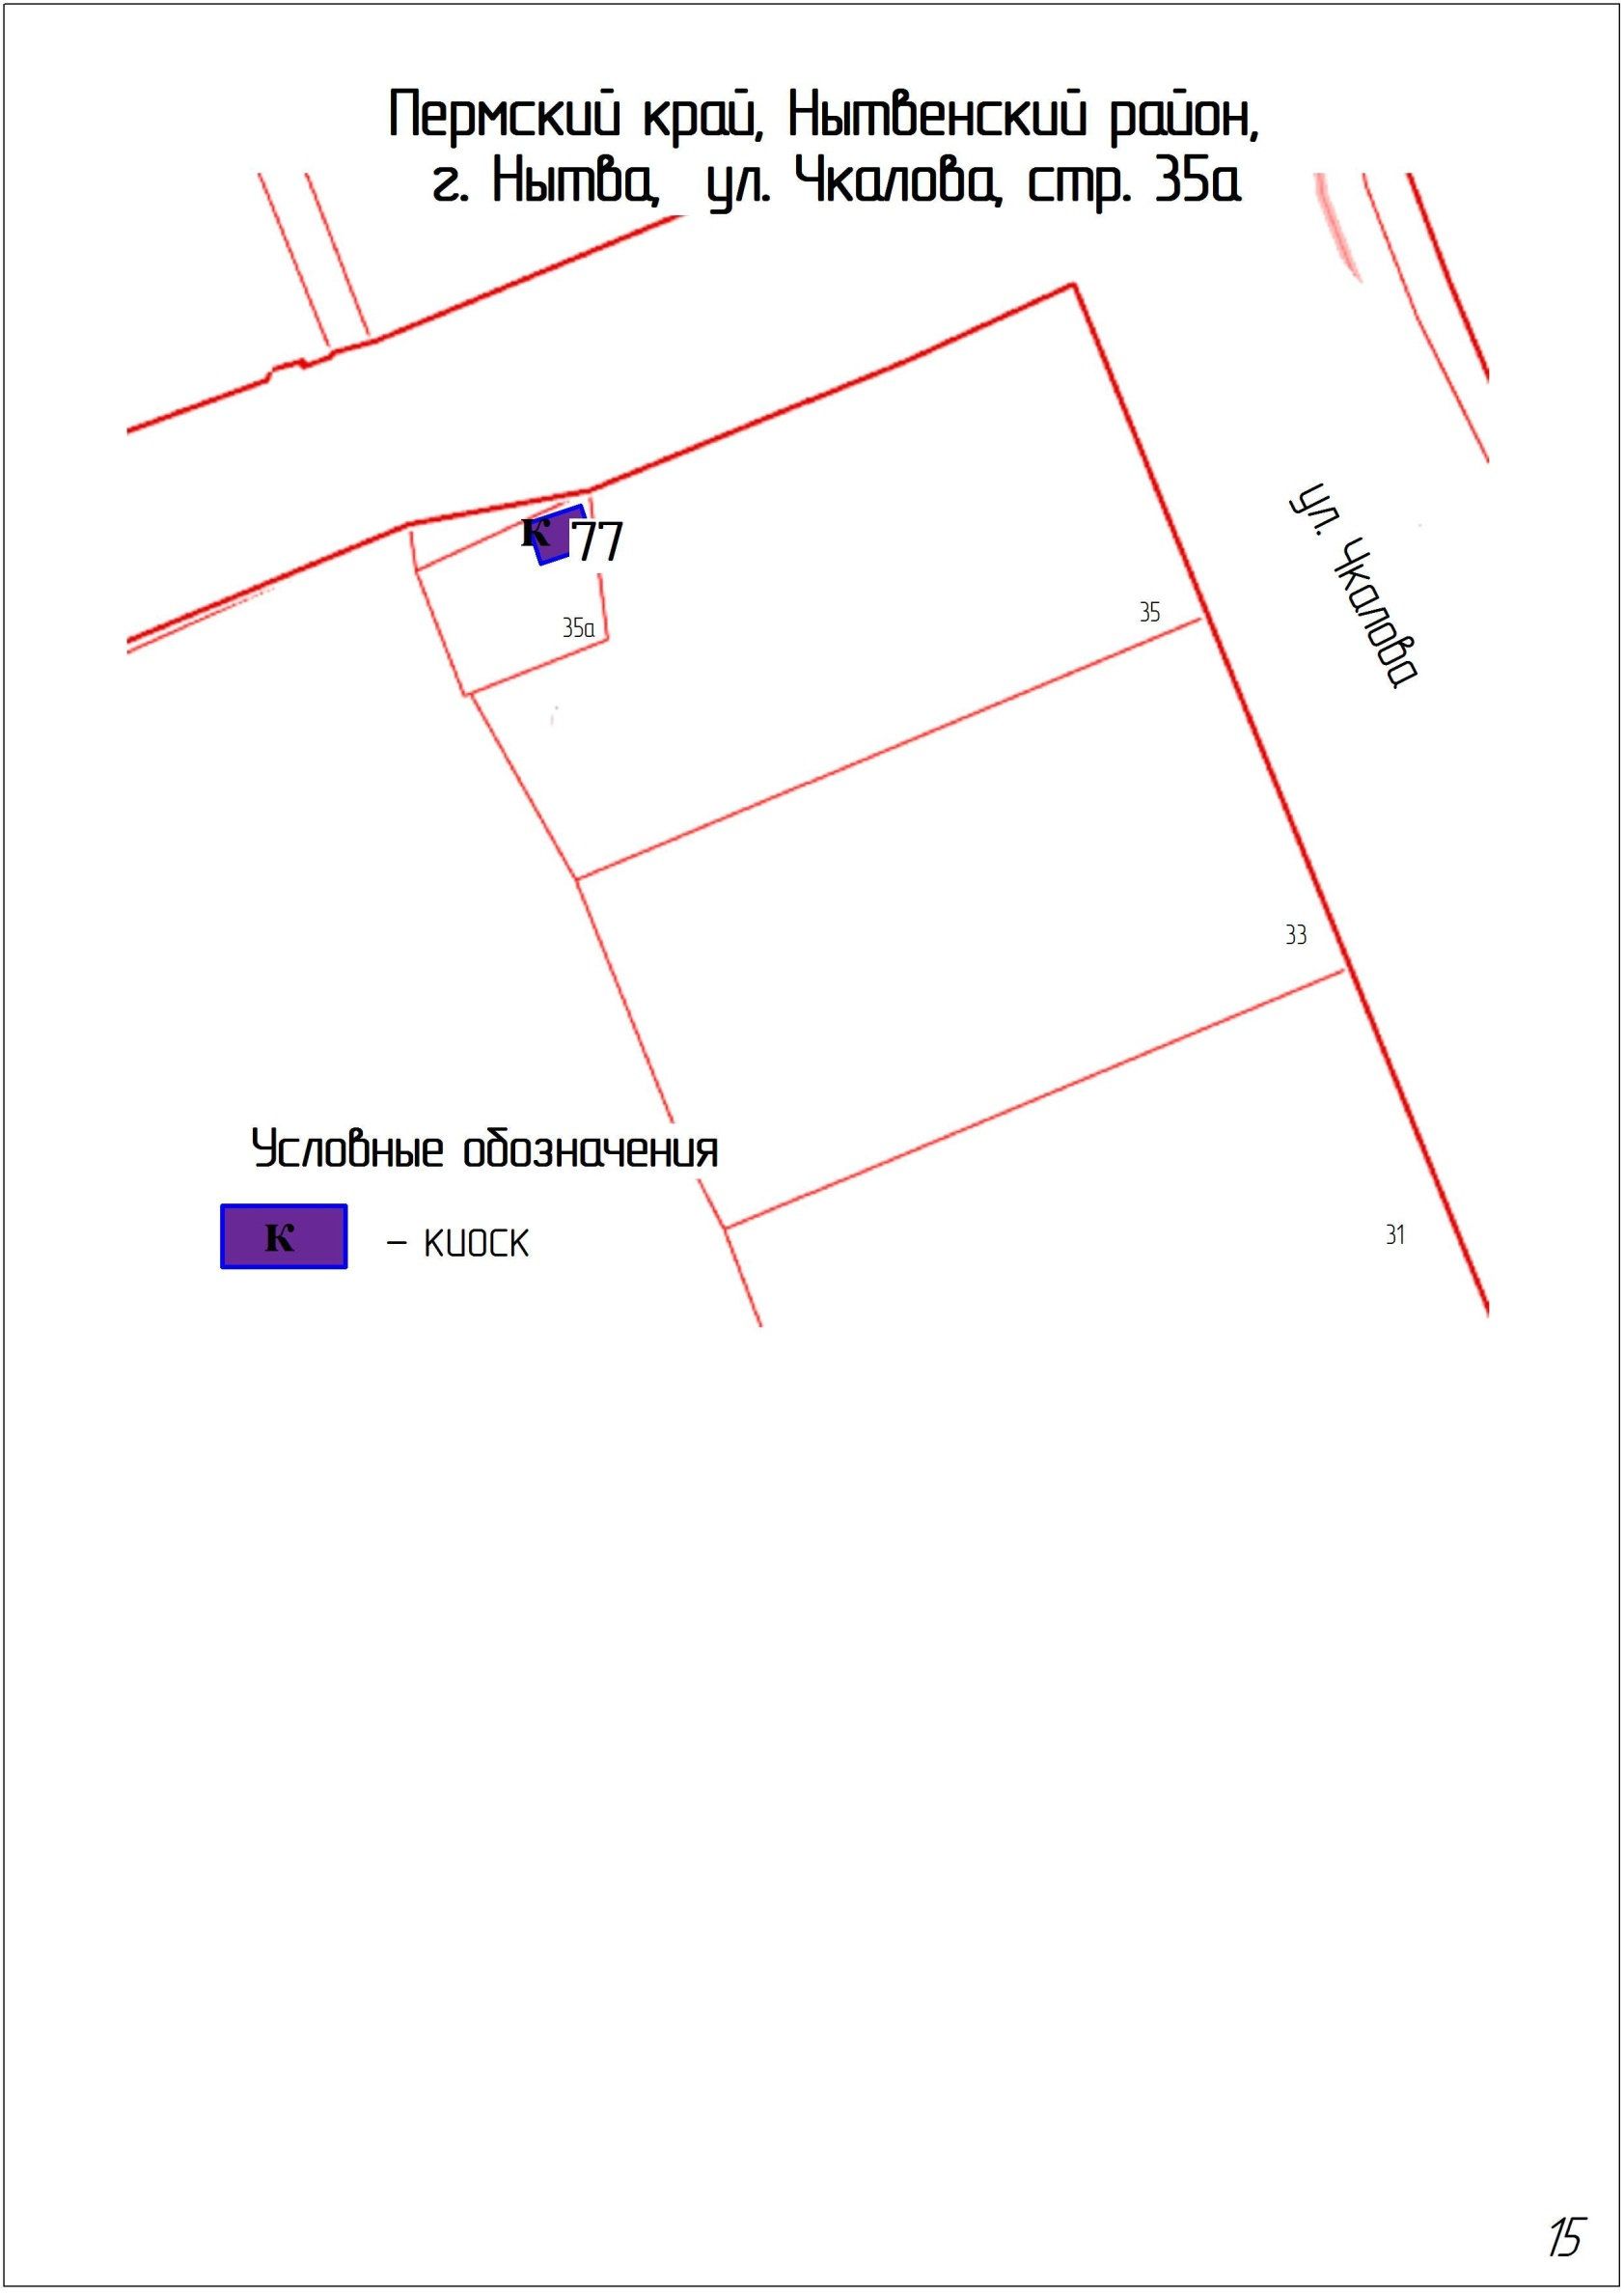 Пермский край, Нытвенский район,
г. Нытва, ул. Чкалова, стр. 35а
К 77
35а
35
ул. Чкалова
33
Условные обозначения
К – киоск
31
15